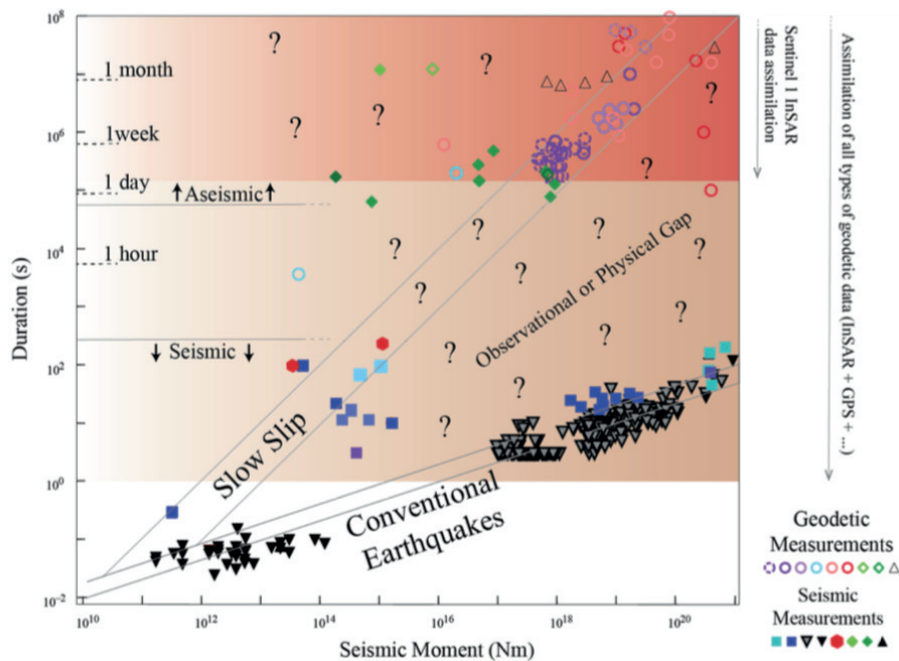 10⁸
10⁶
10⁴
10²
10⁰
10⁻²
Duration (s)
1 month
1week
1 day
Aseismic
1 hour
Seismic
? ? ? ? ? ? ? ? ? ? ? ? ? ? ? ? ? ? ?
Observational or Physical Gap
Slow Slip
Conventional
Earthquakes
10¹⁰ 10¹² 10¹⁴ 10¹⁶ 10¹⁸ 10²⁰
Seismic Moment (Nm)
Sentinel 1 InSAR
data assimilation
Assimilation of all types of geodetic data (InSAR + GPS + ...)
Geodetic
Measurements
Seismic
Measurements